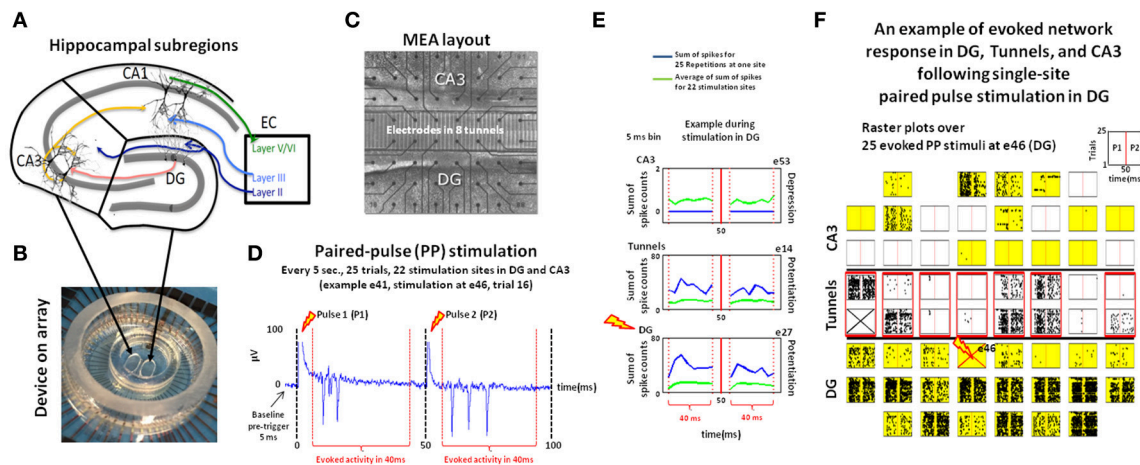 A
Hippocampal subregions
CA1
EC
Layer V/VI
CA3
Layer III
DG
Layer II
B
Device on array
C
MEA layout
CA3
Electrodes in 8 tunnels
DG
D
Paired-pulse (PP) stimulation
Every 5 sec., 25 trials, 22 stimulation sites in DG and CA3
(example e41, stimulation at e46, trial 16)
Pulse 1 (P1)
Pulse 2 (P2)
100
µV
0
time(ms)
Baseline
pre-trigger
5 ms
0
50
100
Evoked activity in 40ms
Evoked activity in 40ms
E
Sum of spikes for
25 Repetitions at one site
Average of sum of spikes
for 22 stimulation sites
5 ms bin
Example during
stimulation in DG
CA3
e53
2
Sum of
spike counts
0
Depression
50
Tunnels
e14
80
Sum of
spike counts
0
Potentiation
50
DG
e27
80
Sum of
spike counts
0
Potentiation
50
40 ms
40 ms
time(ms)
F
An example of evoked network
response in DG, Tunnels, and CA3
following single-site
paired pulse stimulation in DG
Raster plots over
25 evoked PP stimuli at e46 (DG)
25
Trials
P1
P2
1
50
time(ms)
CA3
Tunnels
e46
DG